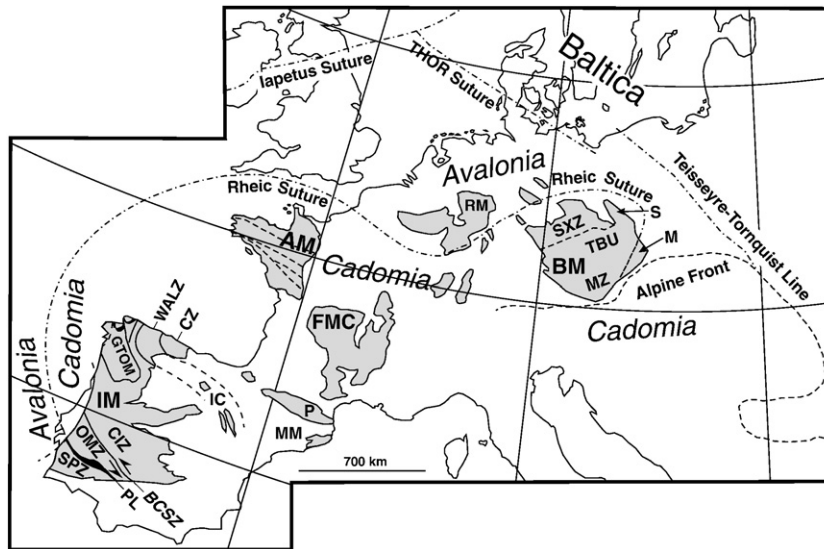 Iapetus Suture
THOR Suture
Baltica
Teisseyre-Tornquist Line
Rheic Suture
Avalonia
Rheic Suture
RM
SXZ
S
TBU
M
BM
MZ
Alpine Front
AM
Cadomia
Cadomia
FMC
WALZ
CZ
Cadomia
Avalonia
GTOM
IM
IC
P
MM
OMZ
CIZ
SPZ
PL
BCSZ
700 km